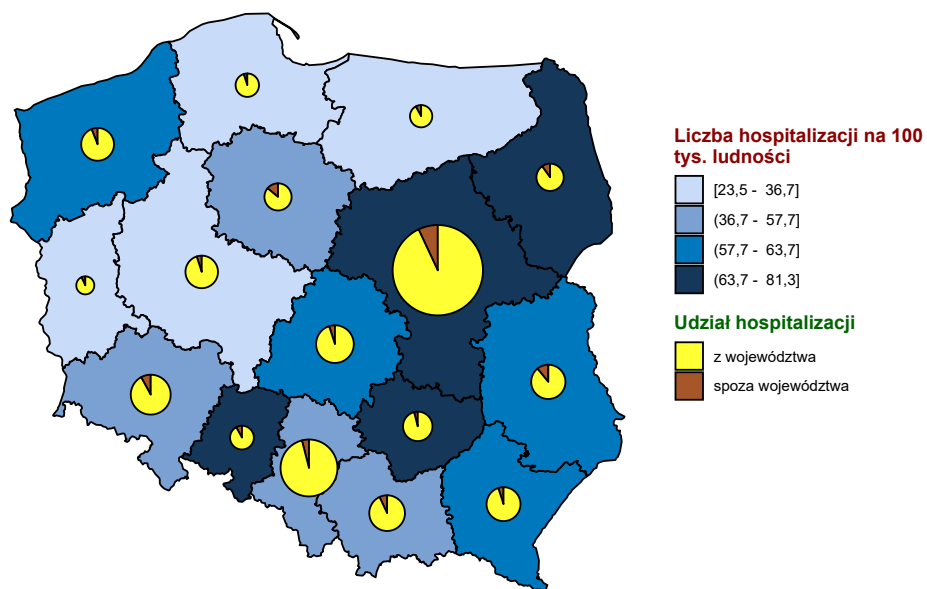 Liczba hospitalizacji na 100
tys. ludności
[23,5 - 36,7]
(36,7 - 57,7]
(57,7 - 63,7]
(63,7 - 81,3]
Udział hospitalizacji
z województwa
spoza województwa